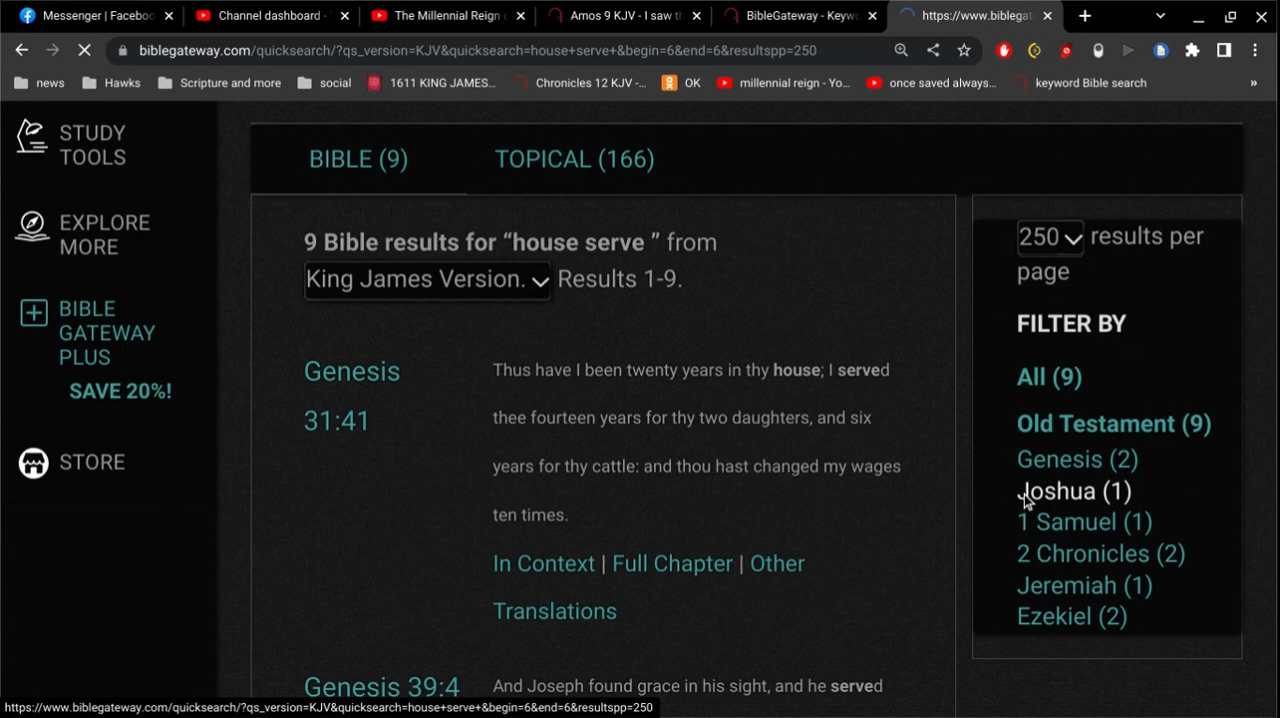 Messenger | Faceboo
Channel dashboard -
The Millennial Reign o
Amos 9 KJV - I saw th
BibleGateway - Keyw
https://www.biblegat
biblegateway.com/quicksearch/?qs_version=KJV&quicksearch=house+serve+&begin=6&end=6&resultspp=250
news
Hawks
Scripture and more
social
1611 KING JAMES...
Chronicles 12 KJV -...
OK
millennial reign - Yo...
once saved always...
keyword Bible search
»
STUDY
TOOLS
EXPLORE
MORE
BIBLE
GATEWAY
PLUS
SAVE 20%!
STORE
BIBLE (9)
TOPICAL (166)
9 Bible results for “house serve ” from
King James Version. Results 1-9.
Genesis
31:41
Thus have I been twenty years in thy house; I served
thee fourteen years for thy two daughters, and six
years for thy cattle: and thou hast changed my wages
ten times.
In Context | Full Chapter | Other
Translations
Genesis 39:4
And Joseph found grace in his sight, and he served
250 results per
page
FILTER BY
All (9)
Old Testament (9)
Genesis (2)
Joshua (1)
1 Samuel (1)
2 Chronicles (2)
Jeremiah (1)
Ezekiel (2)
https://www.biblegateway.com/quicksearch/?qs_version=KJV&quicksearch=house+serve+&begin=6&end=6&resultspp=250